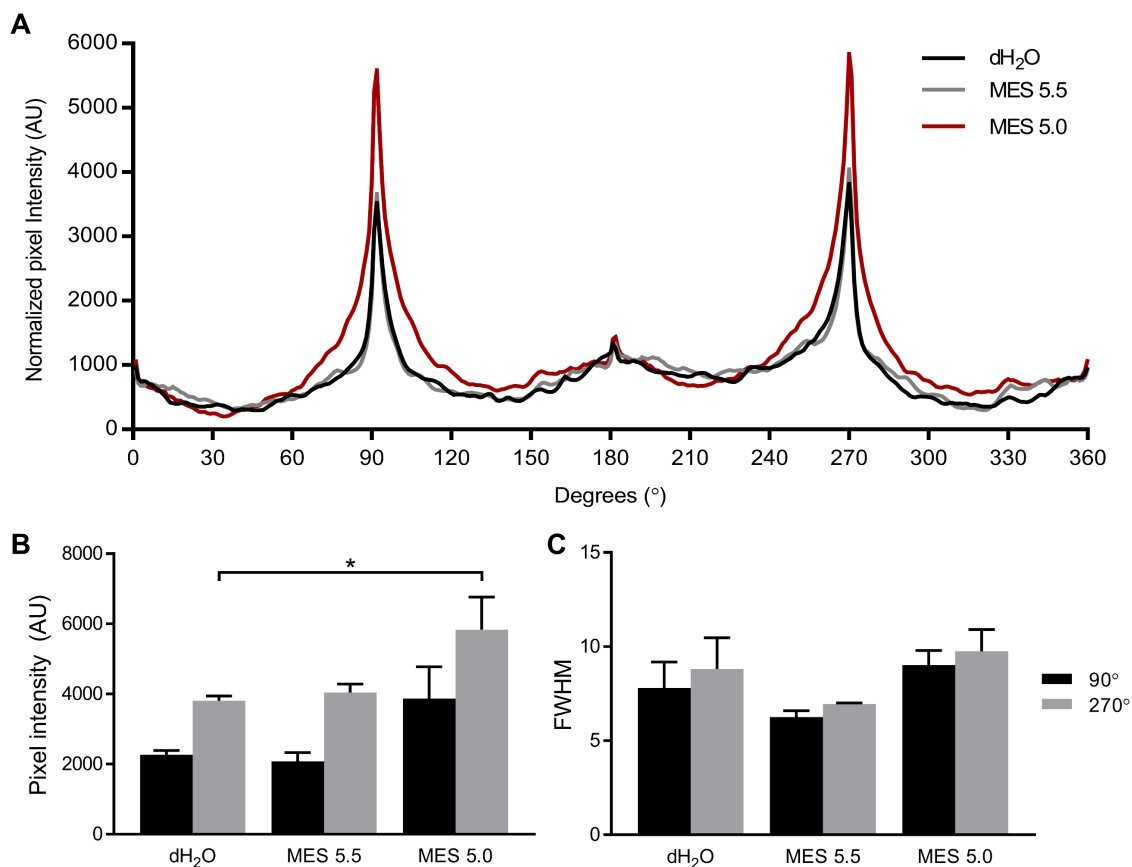 A
Normalized pixel Intensity (AU)
6000
5000
4000
3000
2000
1000
0
dH₂O
MES 5.5
MES 5.0
0 30 60 90 120 150 180 210 240 270 300 330 360
Degrees (°)
B
Pixel intensity (AU)
8000
6000
4000
2000
0
*
dH₂O MES 5.5 MES 5.0
C
FWHM
15
10
5
0
dH₂O MES 5.5 MES 5.0
90°
270°